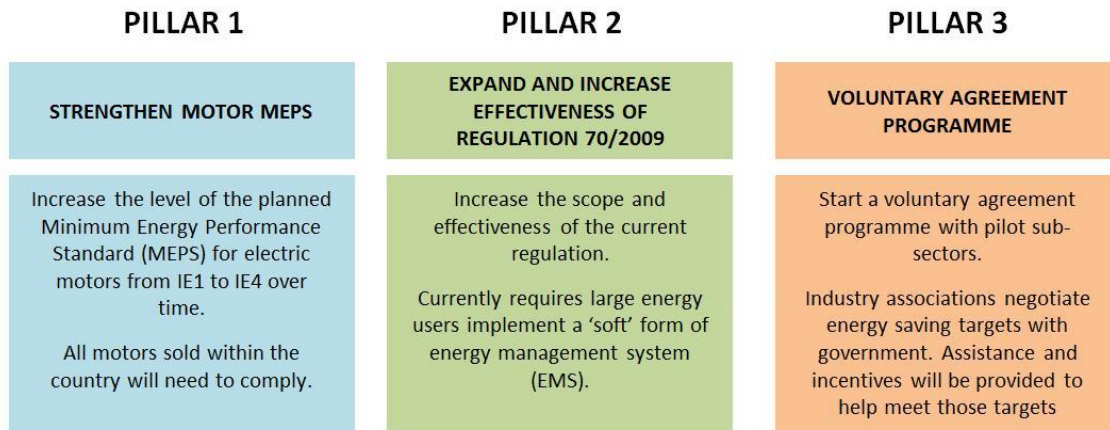 PILLAR 1
STRENGTHEN MOTOR MEPS
Increase the level of the planned
Minimum Energy Performance
Standard (MEPS) for electric
motors from IE1 to IE4 over
time.
All motors sold within the
country will need to comply.
PILLAR 2
EXPAND AND INCREASE
EFFECTIVENESS OF
REGULATION 70/2009
Increase the scope and
effectiveness of the current
regulation.
Currently requires large energy
users implement a ‘soft’ form of
energy management system
(EMS).
PILLAR 3
VOLUNTARY AGREEMENT
PROGRAMME
Start a voluntary agreement
programme with pilot sub-
sectors.
Industry associations negotiate
energy saving targets with
government. Assistance and
incentives will be provided to
help meet those targets